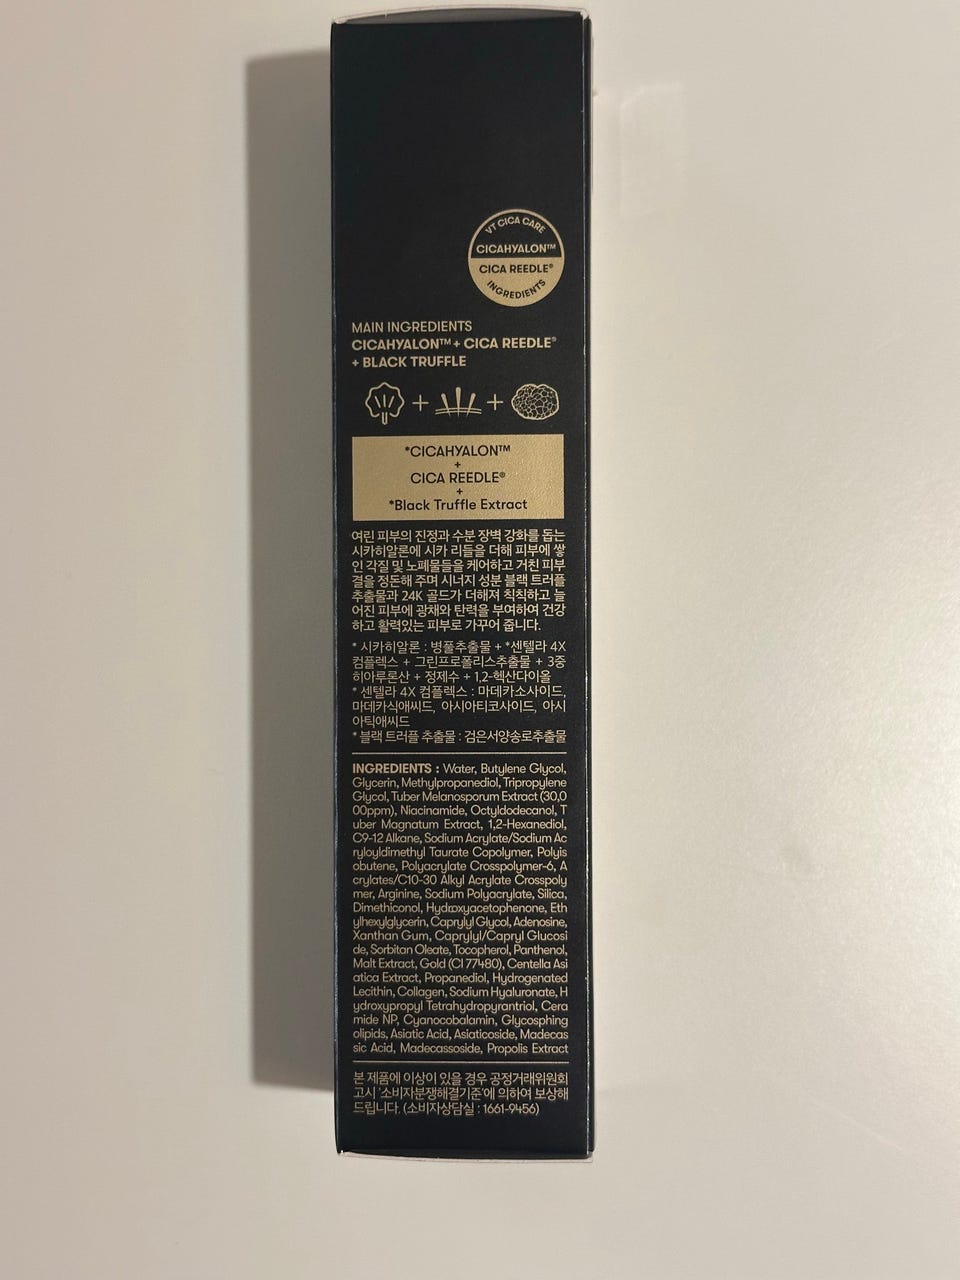 VT CICA CARE
CICAHYALON™
CICA REEDLE®
INGREDIENTS
MAIN INGREDIENTS
CICAHYALON™ + CICA REEDLE®
+ BLACK TRUFFLE
*CICAHYALON™
+
CICA REEDLE®
+
*Black Truffle Extract
여린 피부의 진정과 수분 장벽 강화를 돕는
시카히알론에 시카 리들을 더해 피부에 쌓
인 각질 및 노폐물들을 케어하고 거친 피부
결을 정돈해 주며 시너지 성분 블랙 트러플
추출물과 24K 골드가 더해져 칙칙하고 늘
어진 피부에 광채와 탄력을 부여하여 건강
하고 활력있는 피부로 가꾸어 줍니다.
* 시카히알론 : 병풀추출물 + *센텔라 4X
컴플렉스 + 그린프로폴리스추출물 + 3중
히아루론산 + 정제수 + 1,2-헥산다이올
* 센텔라 4X 컴플렉스 : 마데카소사이드,
마데카식애씨드, 아시아티코사이드, 아시
아틱애씨드
* 블랙 트러플 추출물 : 검은서양송로추출물
INGREDIENTS : Water, Butylene Glycol,
Glycerin, Methylpropanediol, Tripropylene
Glycol, Tuber Melanosporum Extract (30,0
00ppm), Niacinamide, Octyldodecanol, T
uber Magnatum Extract, 1,2-Hexanediol,
C9-12 Alkane, Sodium Acrylate/Sodium Ac
ryloyldimethyl Taurate Copolymer, Polyis
obutene, Polyacrylate Crosspolymer-6, A
crylates/C10-30 Alkyl Acrylate Crosspoly
mer, Arginine, Sodium Polyacrylate, Silica,
Dimethiconol, Hydroxyacetophenone, Eth
ylhexylglycerin, Caprylyl Glycol, Adenosine,
Xanthan Gum, Caprylyl/Capryl Glucosi
de, Sorbitan Oleate, Tocopherol, Panthenol,
Malt Extract, Gold (CI 77480), Centella Asi
atica Extract, Propanediol, Hydrogenated
Lecithin, Collagen, Sodium Hyaluronate, H
ydroxypropyl Tetrahydropyrantriol, Cera
mide NP, Cyanocobalamin, Glycosphing
olipids, Asiatic Acid, Asiaticoside, Madecas
sic Acid, Madecassoside, Propolis Extract
본 제품에 이상이 있을 경우 공정거래위원회
고시 '소비자분쟁해결기준'에 의하여 보상해
드립니다. (소비자상담실 : 1661-9456)